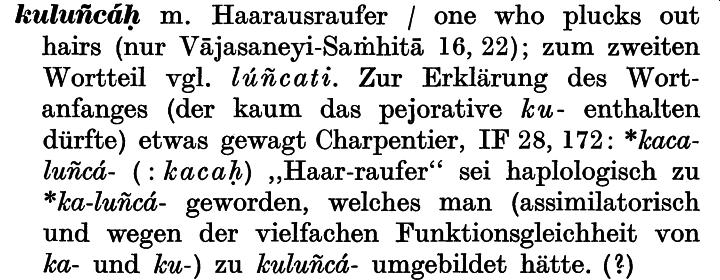 kuluñcáḥ m. Haarausraufer / one who plucks out
hairs (nur Vājasaneyi-Saṁhitā 16, 22); zum zweiten
Wortteil vgl. lúñcati. Zur Erklärung des Wort-
anfanges (der kaum das pejorative ku- enthalten
dürfte) etwas gewagt Charpentier, IF 28, 172: *kaca-
luñcá- (: kacaḥ) „Haar-raufer“ sei haplologisch zu
*ka-luñcá- geworden, welches man (assimilatorisch
und wegen der vielfachen Funktionsgleichheit von
ka- und ku-) zu kuluñcá- umgebildet hätte. (?)